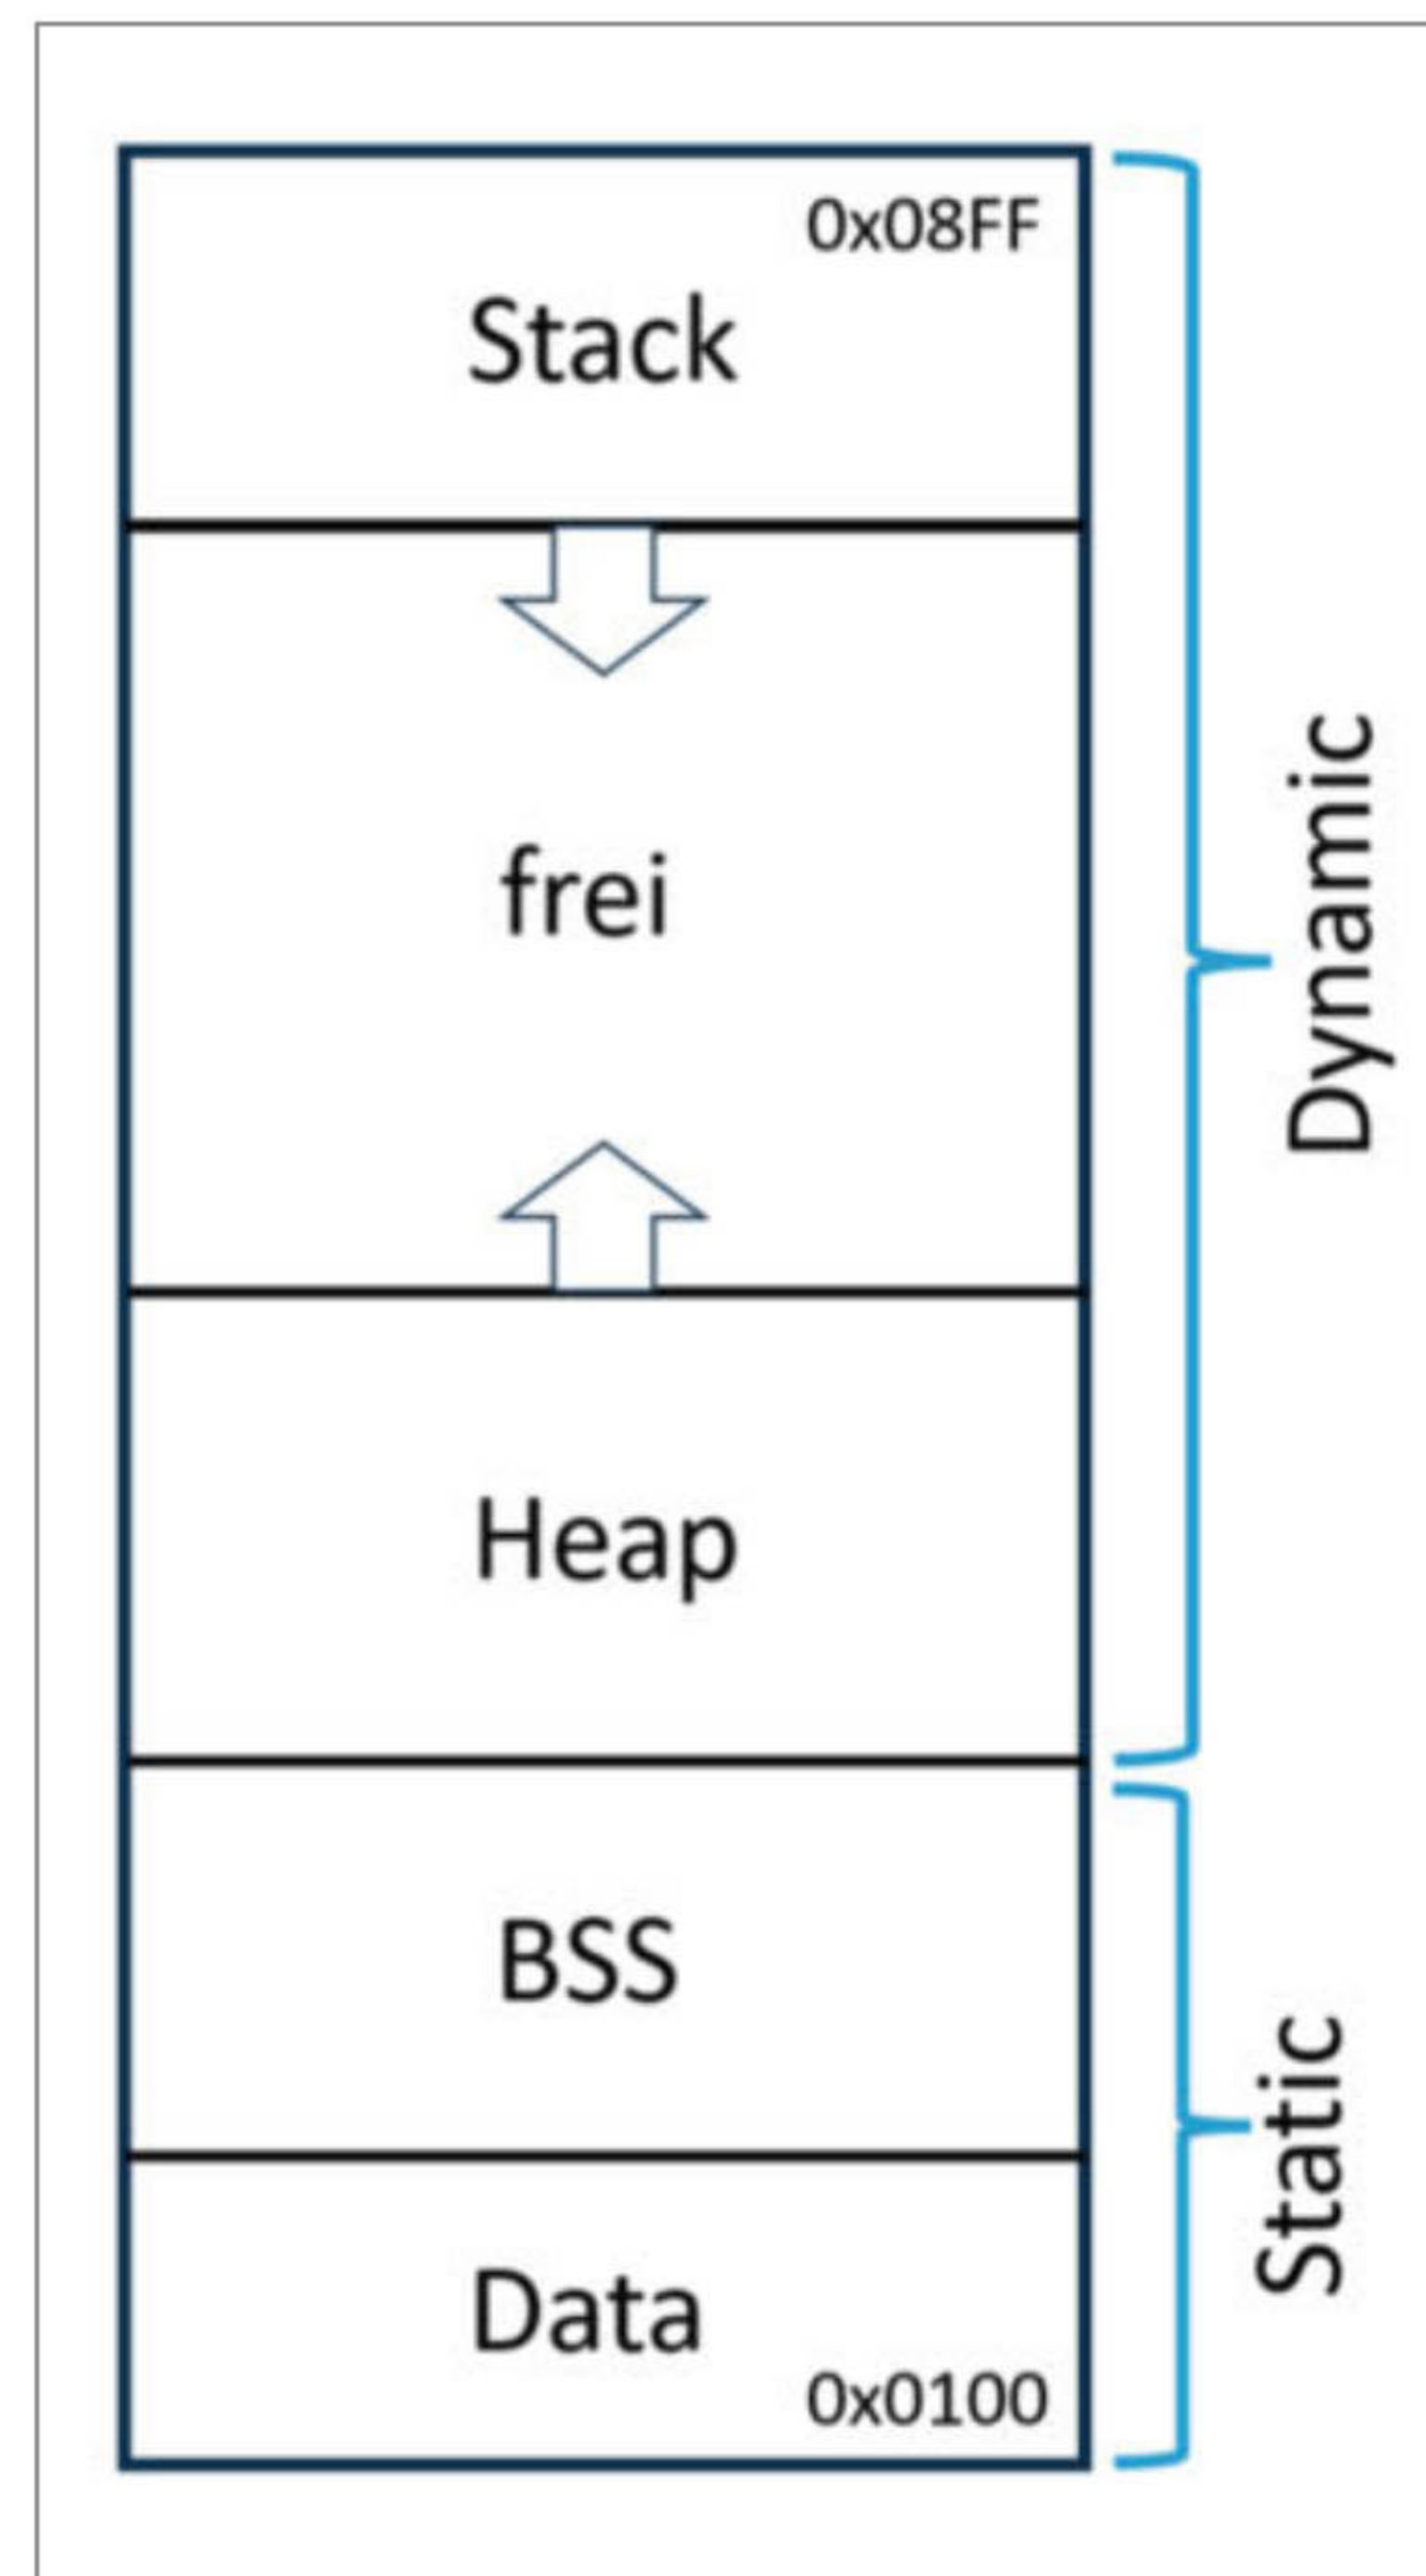 0x08FF
Stack
frei
Dynamic
Heap
BSS
Static
Data
0x0100